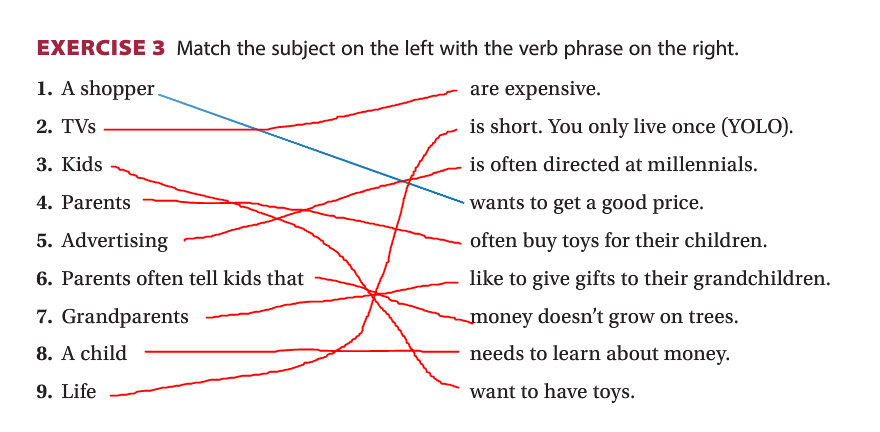 EXERCISE 3 Match the subject on the left with the verb phrase on the right.
1. A shopper are expensive.
2. TVs is short. You only live once (YOLO).
3. Kids is often directed at millennials.
4. Parents wants to get a good price.
5. Advertising often buy toys for their children.
6. Parents often tell kids that like to give gifts to their grandchildren.
7. Grandparents money doesn’t grow on trees.
8. A child needs to learn about money.
9. Life want to have toys.